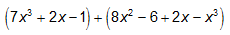 (7x³ + 2x − 1) + (8x² − 6 + 2x − x³)